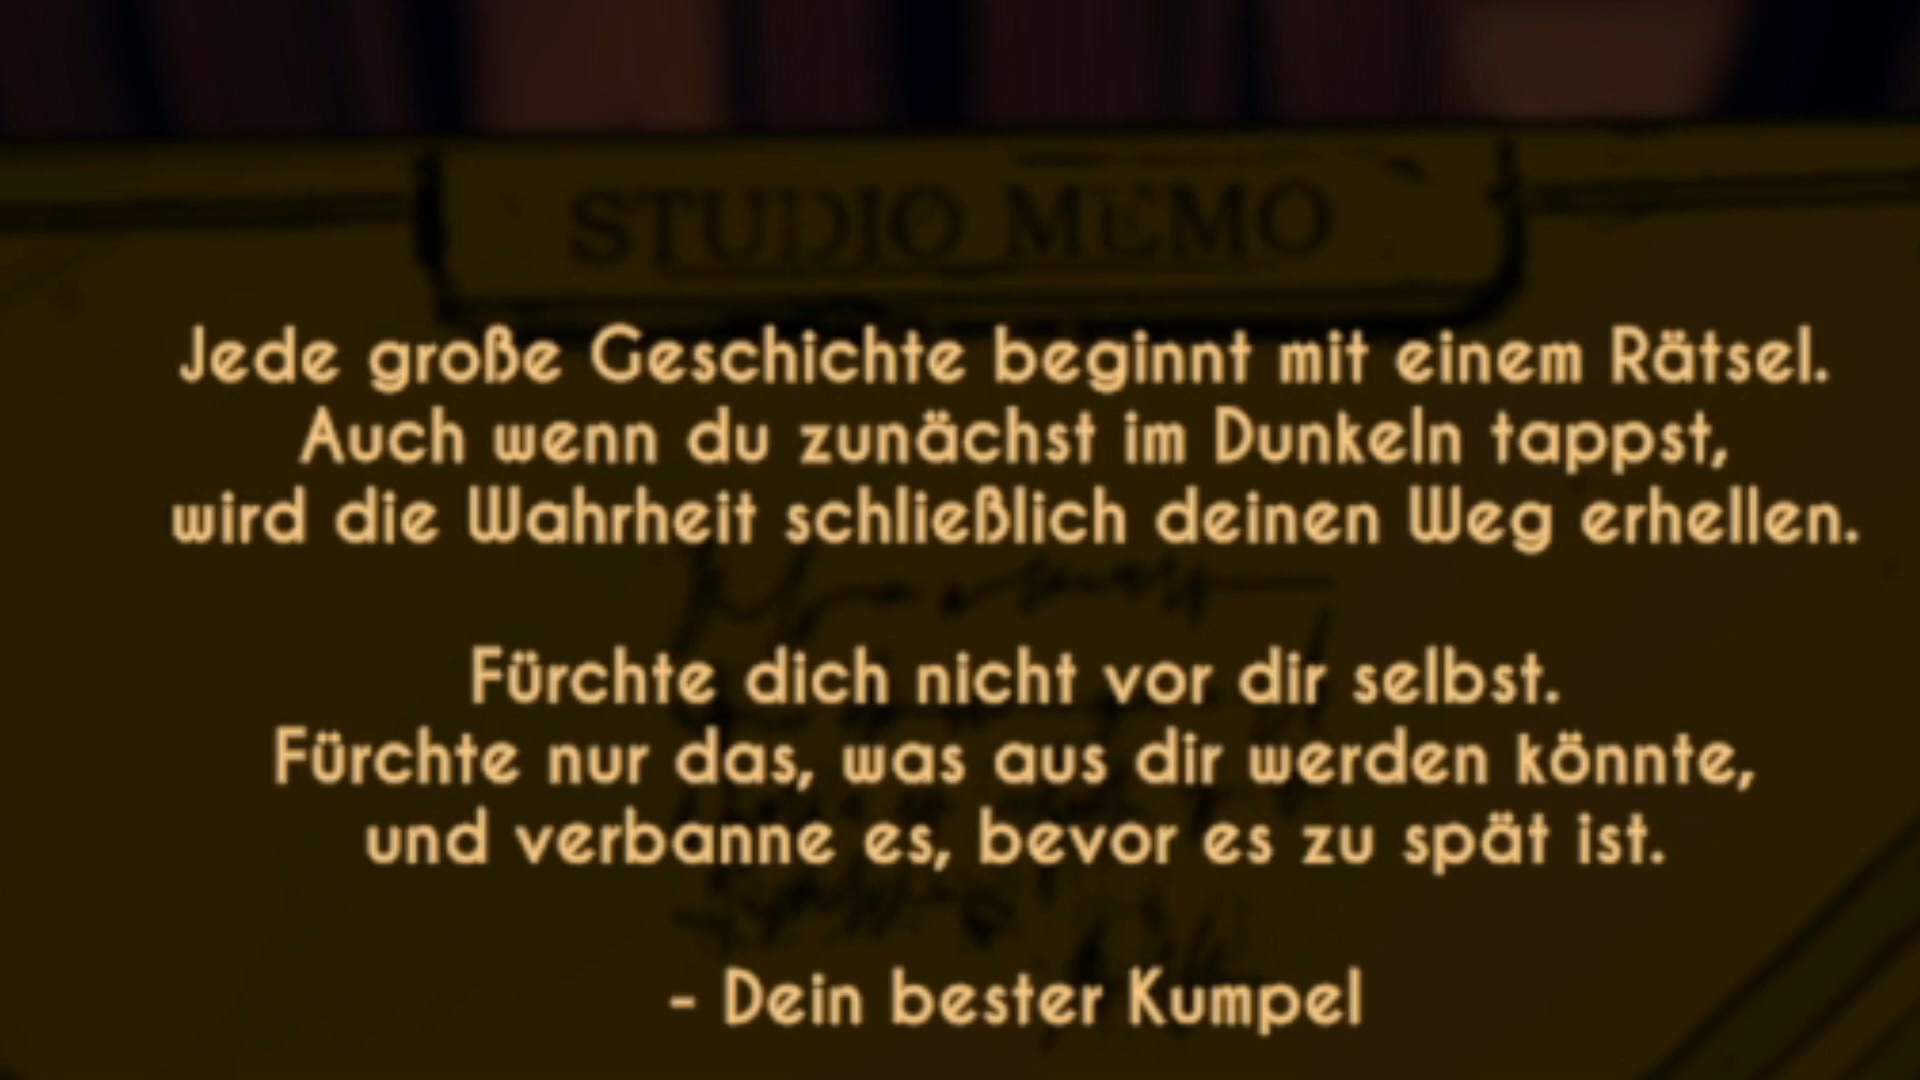 STUDIO MEMO
Jede große Geschichte beginnt mit einem Rätsel.
Auch wenn du zunächst im Dunkeln tappst,
wird die Wahrheit schließlich deinen Weg erhellen.
Fürchte dich nicht vor dir selbst.
Fürchte nur das, was aus dir werden könnte,
und verbanne es, bevor es zu spät ist.
- Dein bester Kumpel